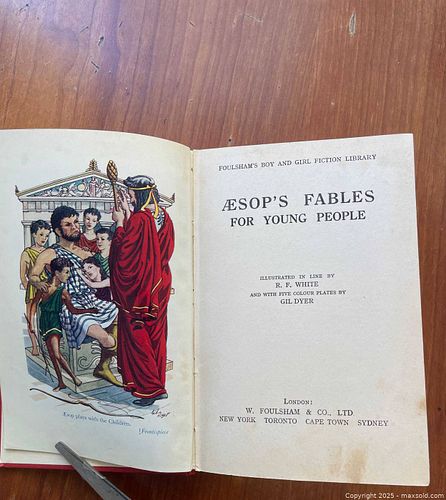 Esop plays with the Children.
[Frontispiece
FOULSHAM'S BOY AND GIRL FICTION LIBRARY
ÆSOP'S FABLES
FOR YOUNG PEOPLE
ILLUSTRATED IN LINE BY
R. F. WHITE
AND WITH FIVE COLOUR PLATES BY
GIL DYER
LONDON:
W. FOULSHAM & CO., LTD
NEW YORK TORONTO CAPE TOWN SYDNEY
Copyright 2025 - maxsold.com